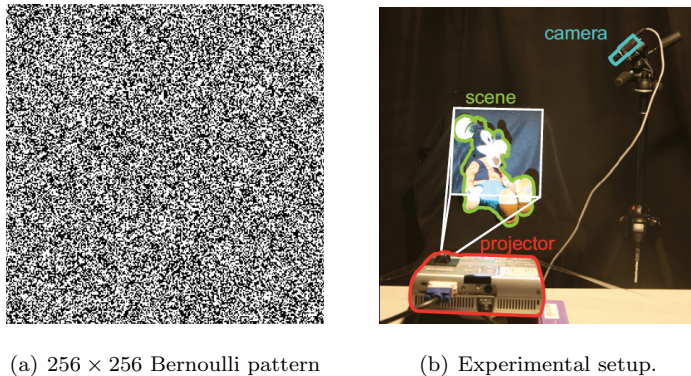 camera
scene
projector
(a) 256 × 256 Bernoulli pattern
(b) Experimental setup.